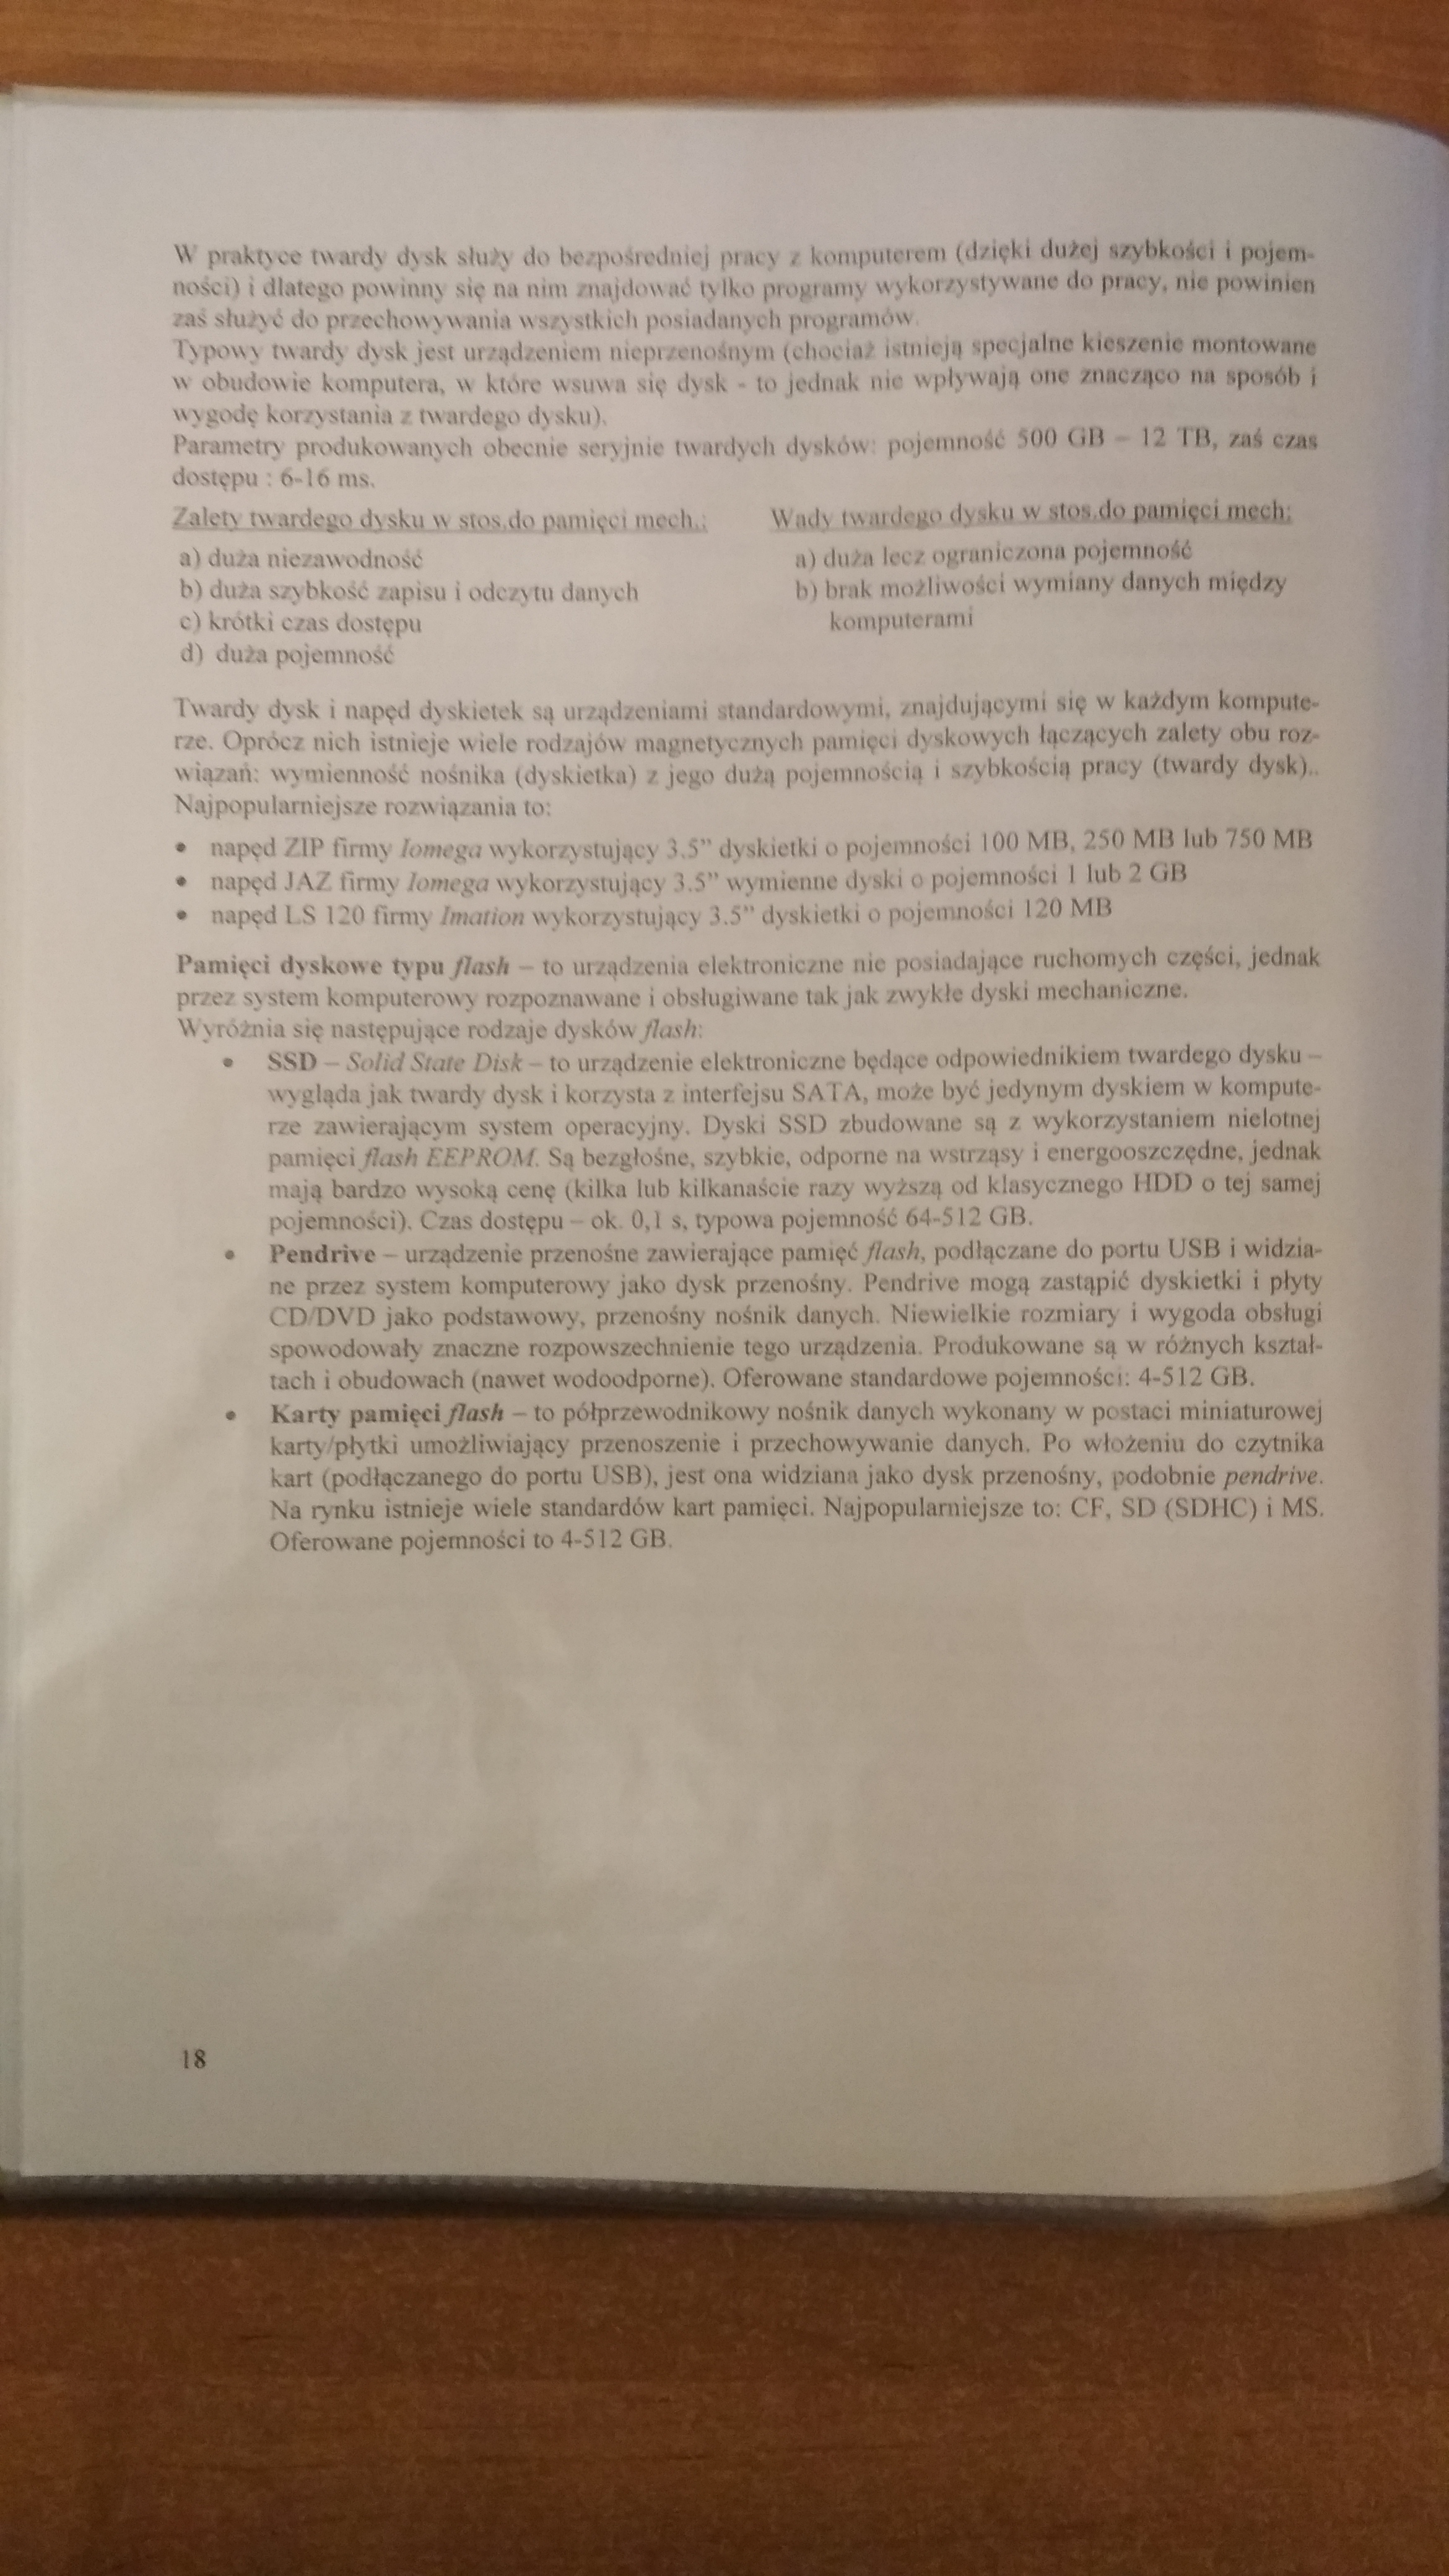 W praktyce twardy dysk służy do bezpośredniej pracy z komputerem (dzięki dużej szybkości i pojem-
ności) i dlatego powinny się na nim znajdować tylko programy wykorzystywane do pracy, nie powinien
zaś służyć do przechowywania wszystkich posiadanych programów.
Typowy twardy dysk jest urządzeniem nieprzenośnym (chociaż istnieją specjalne kieszenie montowane
w obudowie komputera, w które wsuwa się dysk - to jednak nie wpływają one znacząco na sposób i
wygodę korzystania z twardego dysku).
Parametry produkowanych obecnie seryjnie twardych dysków: pojemność 500 GB – 12 TB, zaś czas
dostępu : 6-16 ms.
Zalety twardego dysku w stos.do pamięci mech.:
a) duża niezawodność
b) duża szybkość zapisu i odczytu danych
c) krótki czas dostępu
d) duża pojemność
Wady twardego dysku w stos.do pamięci mech:
a) duża lecz ograniczona pojemność
b) brak możliwości wymiany danych między
komputerami
Twardy dysk i napęd dyskietek są urządzeniami standardowymi, znajdującymi się w każdym kompute-
rze. Oprócz nich istnieje wiele rodzajów magnetycznych pamięci dyskowych łączących zalety obu roz-
wiązań: wymienność nośnika (dyskietka) z jego dużą pojemnością i szybkością pracy (twardy dysk)..
Najpopularniejsze rozwiązania to:
• napęd ZIP firmy Iomega wykorzystujący 3.5” dyskietki o pojemności 100 MB, 250 MB lub 750 MB
• napęd JAZ firmy Iomega wykorzystujący 3.5” wymienne dyski o pojemności 1 lub 2 GB
• napęd LS 120 firmy Imation wykorzystujący 3.5” dyskietki o pojemności 120 MB
Pamięci dyskowe typu flash – to urządzenia elektroniczne nie posiadające ruchomych części, jednak
przez system komputerowy rozpoznawane i obsługiwane tak jak zwykłe dyski mechaniczne.
Wyróżnia się następujące rodzaje dysków flash:
• SSD – Solid State Disk – to urządzenie elektroniczne będące odpowiednikiem twardego dysku –
wygląda jak twardy dysk i korzysta z interfejsu SATA, może być jedynym dyskiem w kompute-
rze zawierającym system operacyjny. Dyski SSD zbudowane są z wykorzystaniem nielotnej
pamięci flash EEPROM. Są bezgłośne, szybkie, odporne na wstrząsy i energooszczędne, jednak
mają bardzo wysoką cenę (kilka lub kilkanaście razy wyższą od klasycznego HDD o tej samej
pojemności). Czas dostępu – ok. 0,1 s, typowa pojemność 64-512 GB.
• Pendrive – urządzenie przenośne zawierające pamięć flash, podłączane do portu USB i widzia-
ne przez system komputerowy jako dysk przenośny. Pendrive mogą zastąpić dyskietki i płyty
CD/DVD jako podstawowy, przenośny nośnik danych. Niewielkie rozmiary i wygoda obsługi
spowodowały znaczne rozpowszechnienie tego urządzenia. Produkowane są w różnych kształ-
tach i obudowach (nawet wodoodporne). Oferowane standardowe pojemności: 4-512 GB.
• Karty pamięci flash – to półprzewodnikowy nośnik danych wykonany w postaci miniaturowej
karty/płytki umożliwiający przenoszenie i przechowywanie danych. Po włożeniu do czytnika
kart (podłączanego do portu USB), jest ona widziana jako dysk przenośny, podobnie pendrive.
Na rynku istnieje wiele standardów kart pamięci. Najpopularniejsze to: CF, SD (SDHC) i MS.
Oferowane pojemności to 4-512 GB.
18